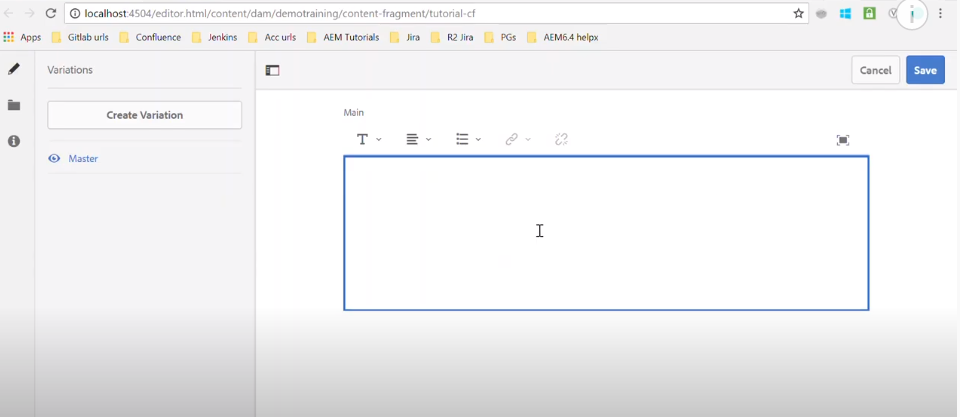 localhost:4504/editor.html/content/dam/demotraining/content-fragment/tutorial-cf
Apps Gitlab urls Confluence Jenkins Acc urls AEM Tutorials Jira R2 Jira PGs AEM6.4 helpx
Variations
Cancel Save
Create Variation
Main
T
Master